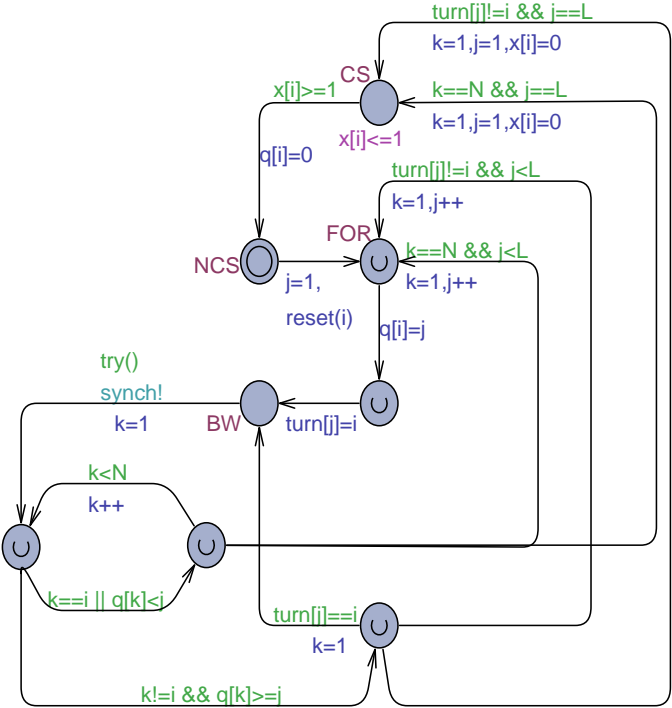 turn[j]!=i && j==L
k=1,j=1,x[i]=0
CS
x[i]>=1
k==N && j==L
k=1,j=1,x[i]=0
x[i]<=1
q[i]=0
turn[j]!=i && j<L
k=1,j++
FOR
k==N && j<L
NCS
j=1,
k=1,j++
reset(i)
q[i]=j
try()
synch!
k=1
BW
turn[j]=i
k<N
k++
k==i || q[k]<j
turn[j]==i
k=1
k!=i && q[k]>=j